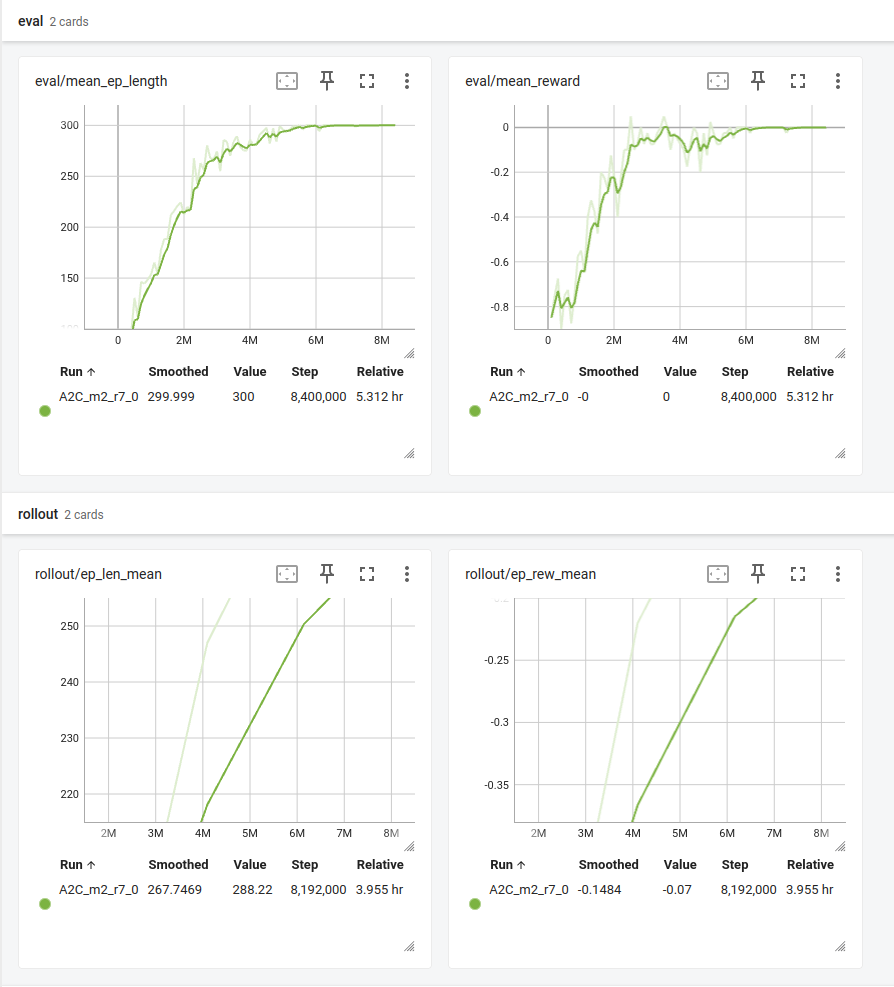 eval 2 cards
eval/mean_ep_length
300
250
200
150
0 2M 4M 6M 8M
Run ↑ Smoothed Value Step Relative
A2C_m2_r7_0 299.999 300 8,400,000 5.312 hr
eval/mean_reward
0
-0.2
-0.4
-0.6
-0.8
0 2M 4M 6M 8M
Run ↑ Smoothed Value Step Relative
A2C_m2_r7_0 -0 0 8,400,000 5.312 hr
rollout 2 cards
rollout/ep_len_mean
250
240
230
220
2M 3M 4M 5M 6M 7M 8M
Run ↑ Smoothed Value Step Relative
A2C_m2_r7_0 267.7469 288.22 8,192,000 3.955 hr
rollout/ep_rew_mean
-0.25
-0.3
-0.35
2M 3M 4M 5M 6M 7M 8M
Run ↑ Smoothed Value Step Relative
A2C_m2_r7_0 -0.1484 -0.07 8,192,000 3.955 hr